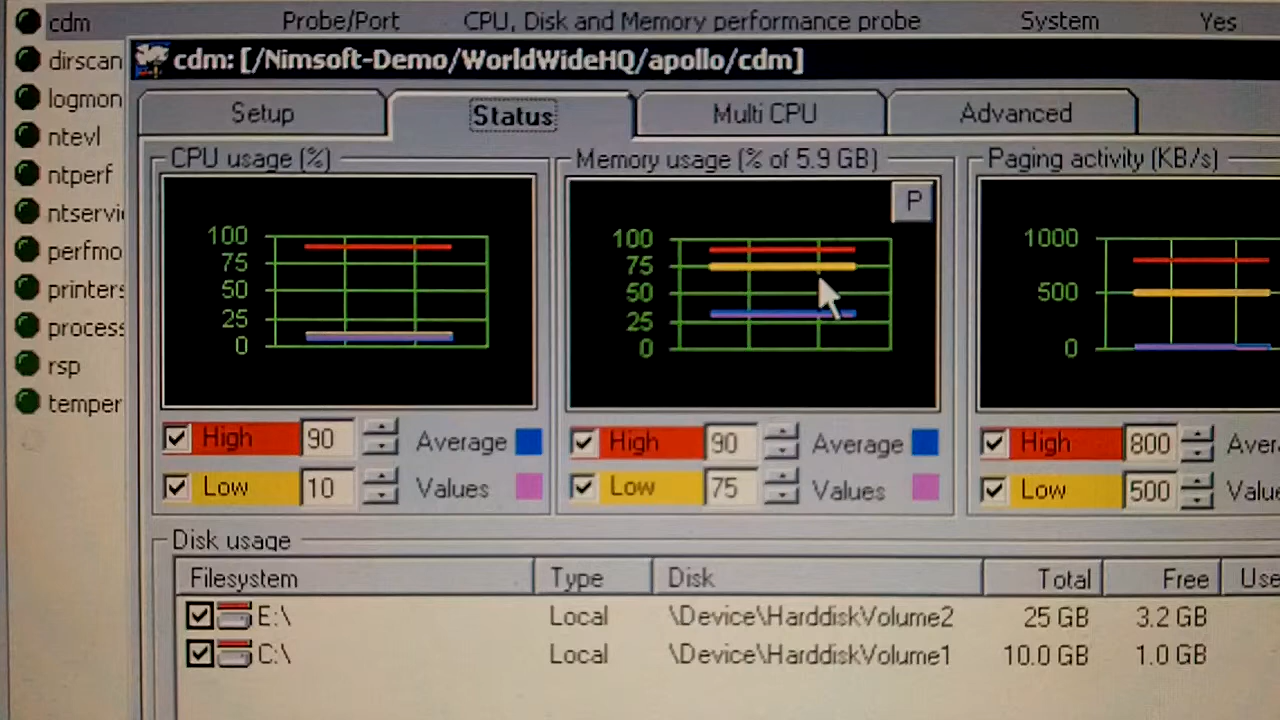 cdm Probe/Port CPU, Disk and Memory performance probe System Yes
dirscan
cdm: [/Nimsoft-Demo/WorldWideHQ/apollo/cdm]
logmon
ntevl
ntperf
ntservi
perfmo
printers
process
rsp
temper
Setup Status Multi CPU Advanced
CPU usage (%)
100
75
50
25
0
High 90 Average
Low 10 Values
Memory usage (% of 5.9 GB)
P
100
75
50
25
0
High 90 Average
Low 75 Values
Paging activity (KB/s)
1000
500
0
High 800 Aver
Low 500 Valu
Disk usage
Filesystem Type Disk Total Free Use
E:\ Local \Device\HarddiskVolume2 25 GB 3.2 GB
C:\ Local \Device\HarddiskVolume1 10.0 GB 1.0 GB